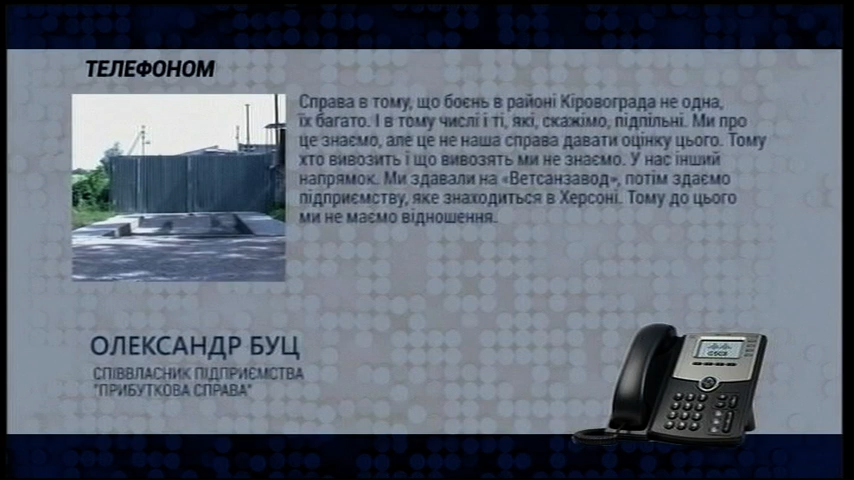 ТЕЛЕФОНОМ
Справа в тому, що боєнь в районі Кіровограда не одна,
їх багато. І в тому числі і ті, які, скажімо, підпільні. Ми про
це знаємо, але це не наша справа давати оцінку цього. Тому
хто вивозить і що вивозять ми не знаємо. У нас інший
напрямок. Ми здавали на «Ветсанзавод», потім здаємо
підприємству, яке знаходиться в Херсоні. Тому до цього
ми не маємо відношення.
ОЛЕКСАНДР БУЦ
СПІВВЛАСНИК ПІДПРИЄМСТВА
"ПРИБУТКОВА СПРАВА"